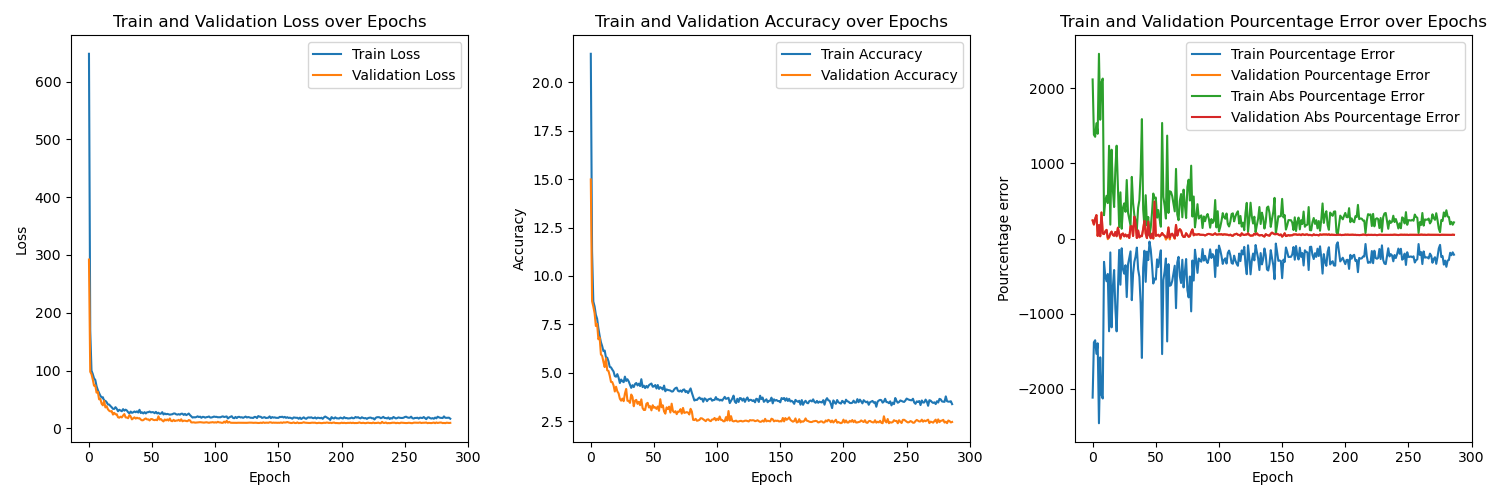 Train and Validation Loss over Epochs
Train Loss
Validation Loss
Loss
600
500
400
300
200
100
0
0
50
100
150
200
250
300
Epoch
Train and Validation Accuracy over Epochs
Train Accuracy
Validation Accuracy
Accuracy
20.0
17.5
15.0
12.5
10.0
7.5
5.0
2.5
0
50
100
150
200
250
300
Epoch
Train and Validation Pourcentage Error over Epochs
Train Pourcentage Error
Validation Pourcentage Error
Train Abs Pourcentage Error
Validation Abs Pourcentage Error
Pourcentage error
2000
1000
0
−1000
−2000
0
50
100
150
200
250
300
Epoch